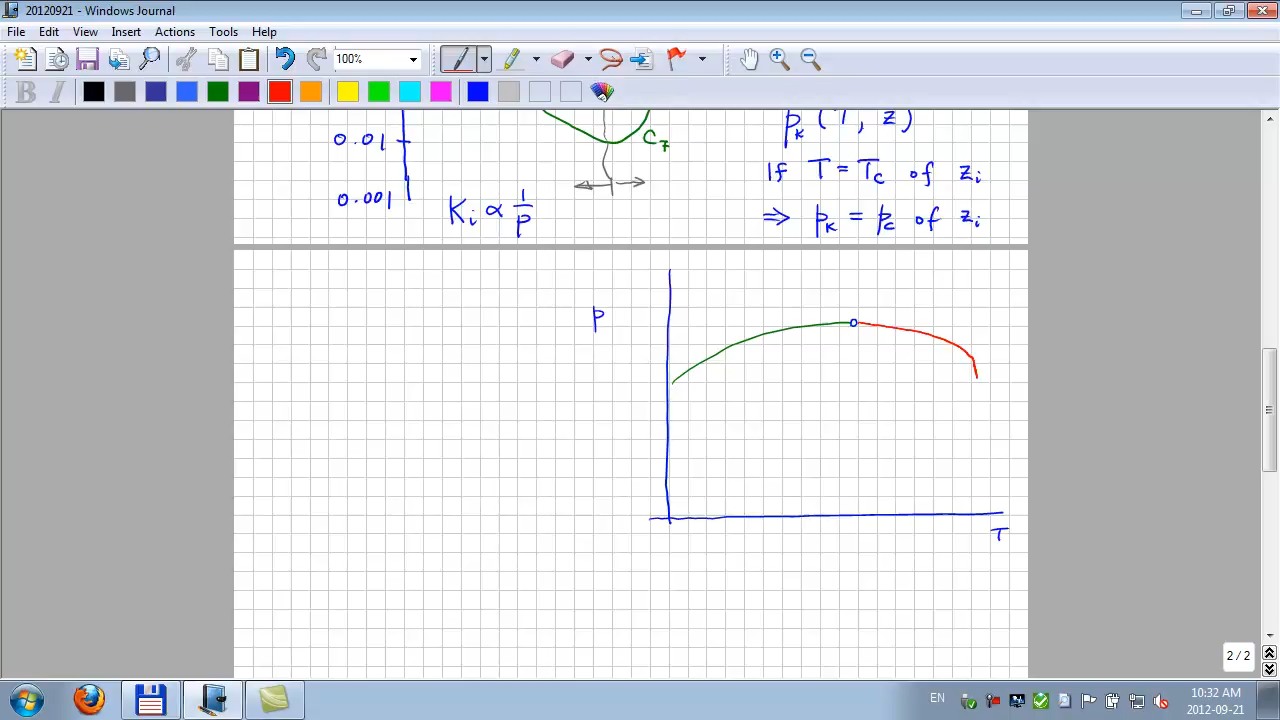 20120921 - Windows Journal
File Edit View Insert Actions Tools Help
100%
B I
0.01
0.001
C7
Ki ∝ 1/p
pK (T, z)
If T = Tc of zi
⇒ pK = pc of zi
p
T
2 / 2
EN
10:32 AM
2012-09-21